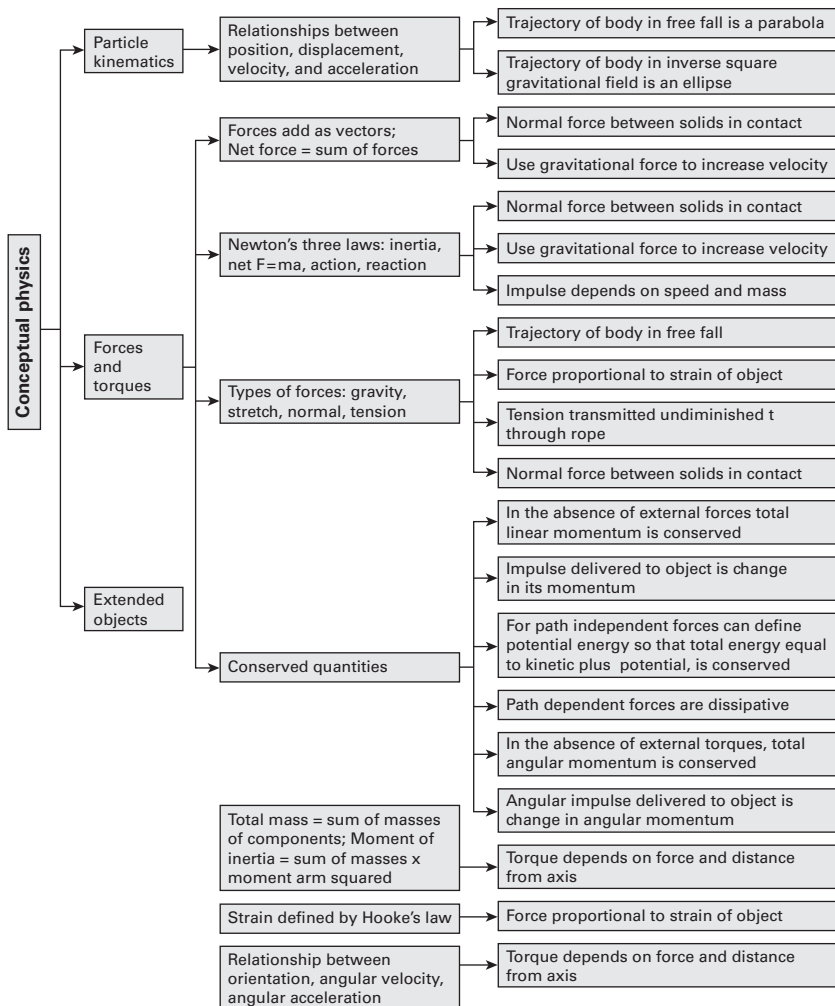 Conceptual physics
Particle
kinematics
Relationships between
position, displacement,
velocity, and acceleration
Trajectory of body in free fall is a parabola
Trajectory of body in inverse square
gravitational field is an ellipse
Forces
and
torques
Forces add as vectors;
Net force = sum of forces
Normal force between solids in contact
Use gravitational force to increase velocity
Newton's three laws: inertia,
net F=ma, action, reaction
Normal force between solids in contact
Use gravitational force to increase velocity
Impulse depends on speed and mass
Types of forces: gravity,
stretch, normal, tension
Trajectory of body in free fall
Force proportional to strain of object
Tension transmitted undiminished t
through rope
Normal force between solids in contact
Conserved quantities
In the absence of external forces total
linear momentum is conserved
Impulse delivered to object is change
in its momentum
For path independent forces can define
potential energy so that total energy equal
to kinetic plus potential, is conserved
Path dependent forces are dissipative
In the absence of external torques, total
angular momentum is conserved
Angular impulse delivered to object is
change in angular momentum
Extended
objects
Total mass = sum of masses
of components; Moment of
inertia = sum of masses x
moment arm squared
Torque depends on force and distance
from axis
Strain defined by Hooke's law
Force proportional to strain of object
Relationship between
orientation, angular velocity,
angular acceleration
Torque depends on force and distance
from axis